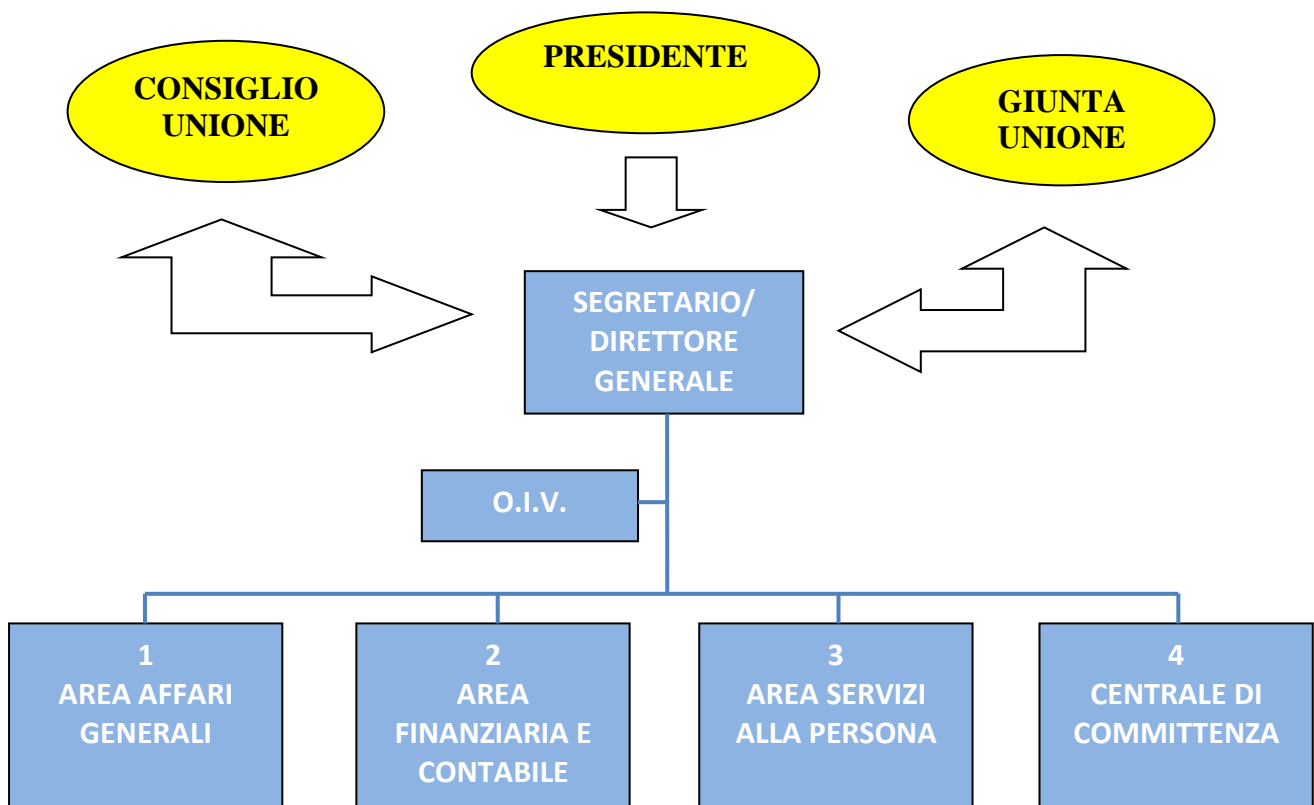 CONSIGLIO
UNIONE
PRESIDENTE
GIUNTA
UNIONE
SEGRETARIO/
DIRETTORE
GENERALE
O.I.V.
1
AREA AFFARI
GENERALI
2
AREA
FINANZIARIA E
CONTABILE
3
AREA SERVIZI
ALLA PERSONA
4
CENTRALE DI
COMMITTENZA